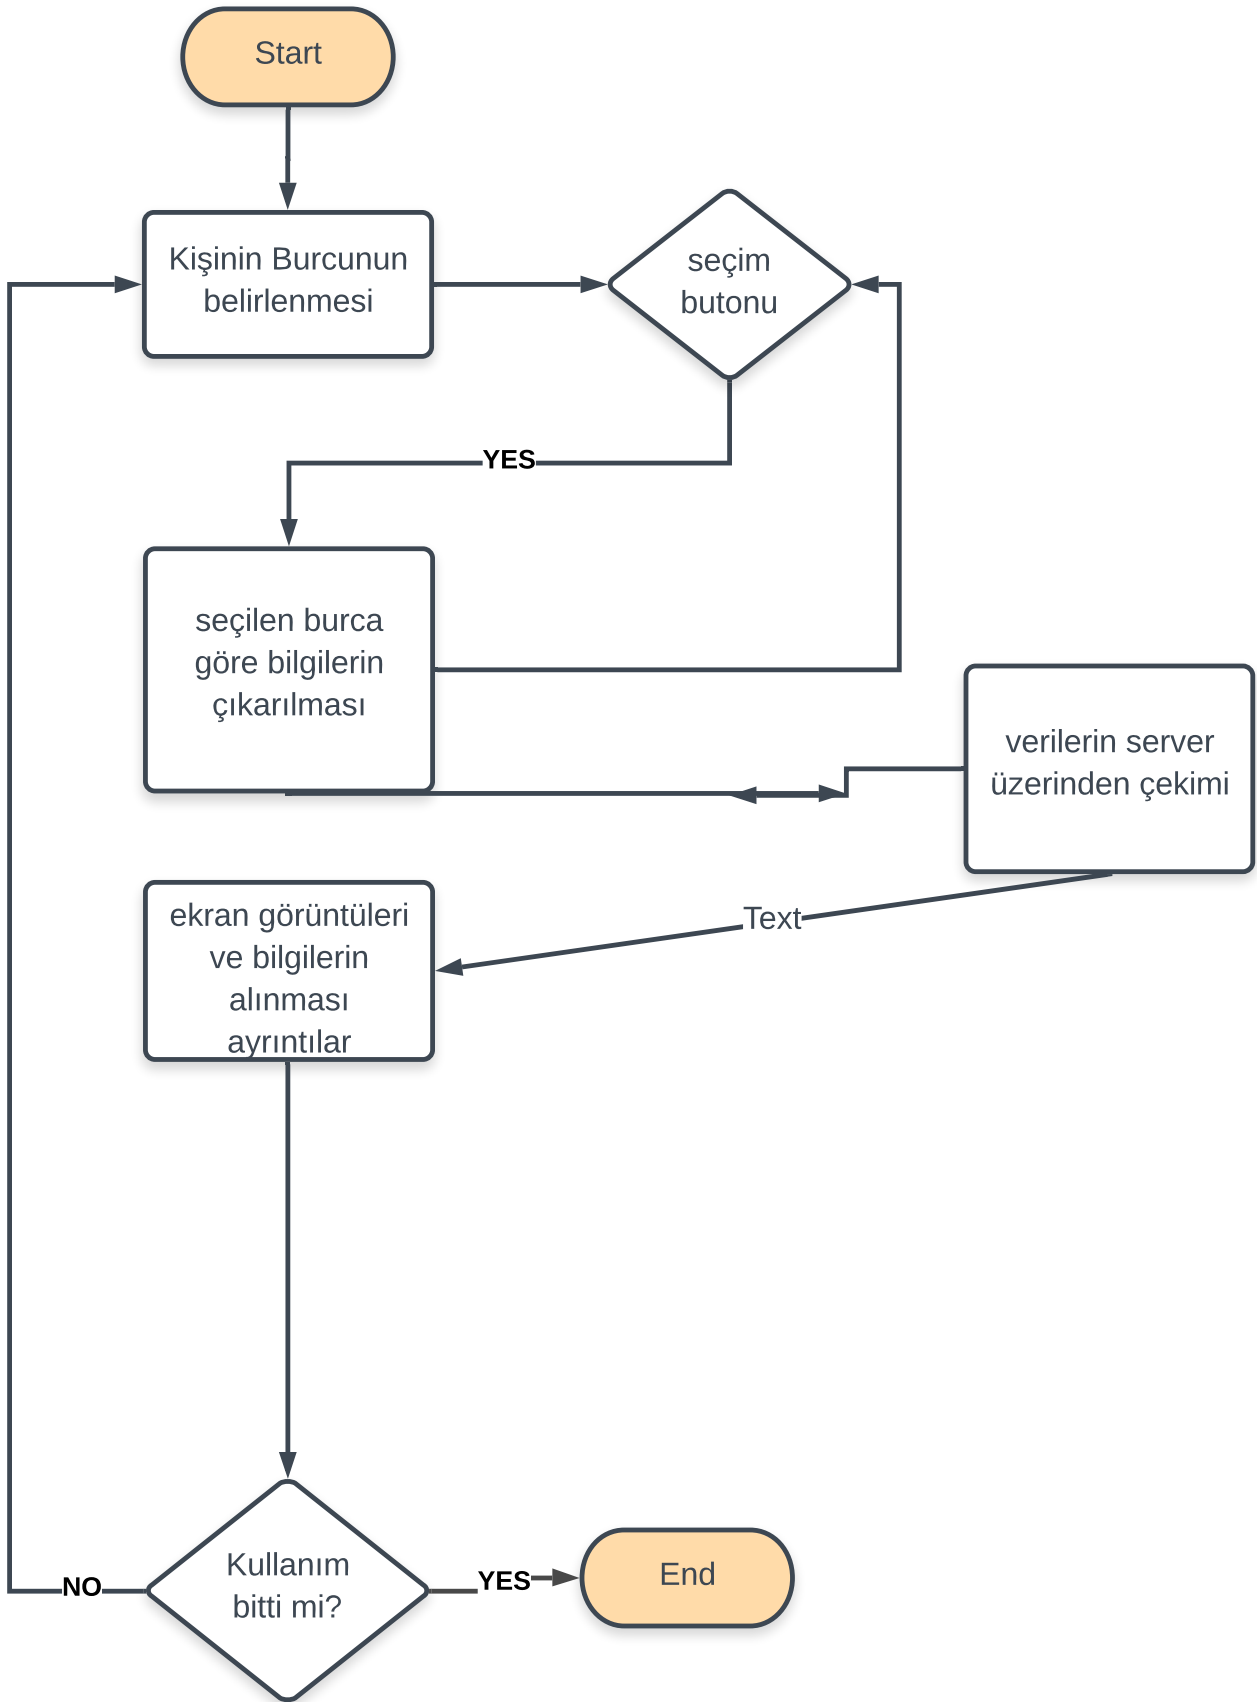 Start
Kişinin Burcunun
belirlenmesi
seçim
butonu
YES
seçilen burca
göre bilgilerin
çıkarılması
verilerin server
üzerinden çekimi
Text
ekran görüntüleri
ve bilgilerin
alınması
ayrıntılar
Kullanım
bitti mi?
NO
YES
End